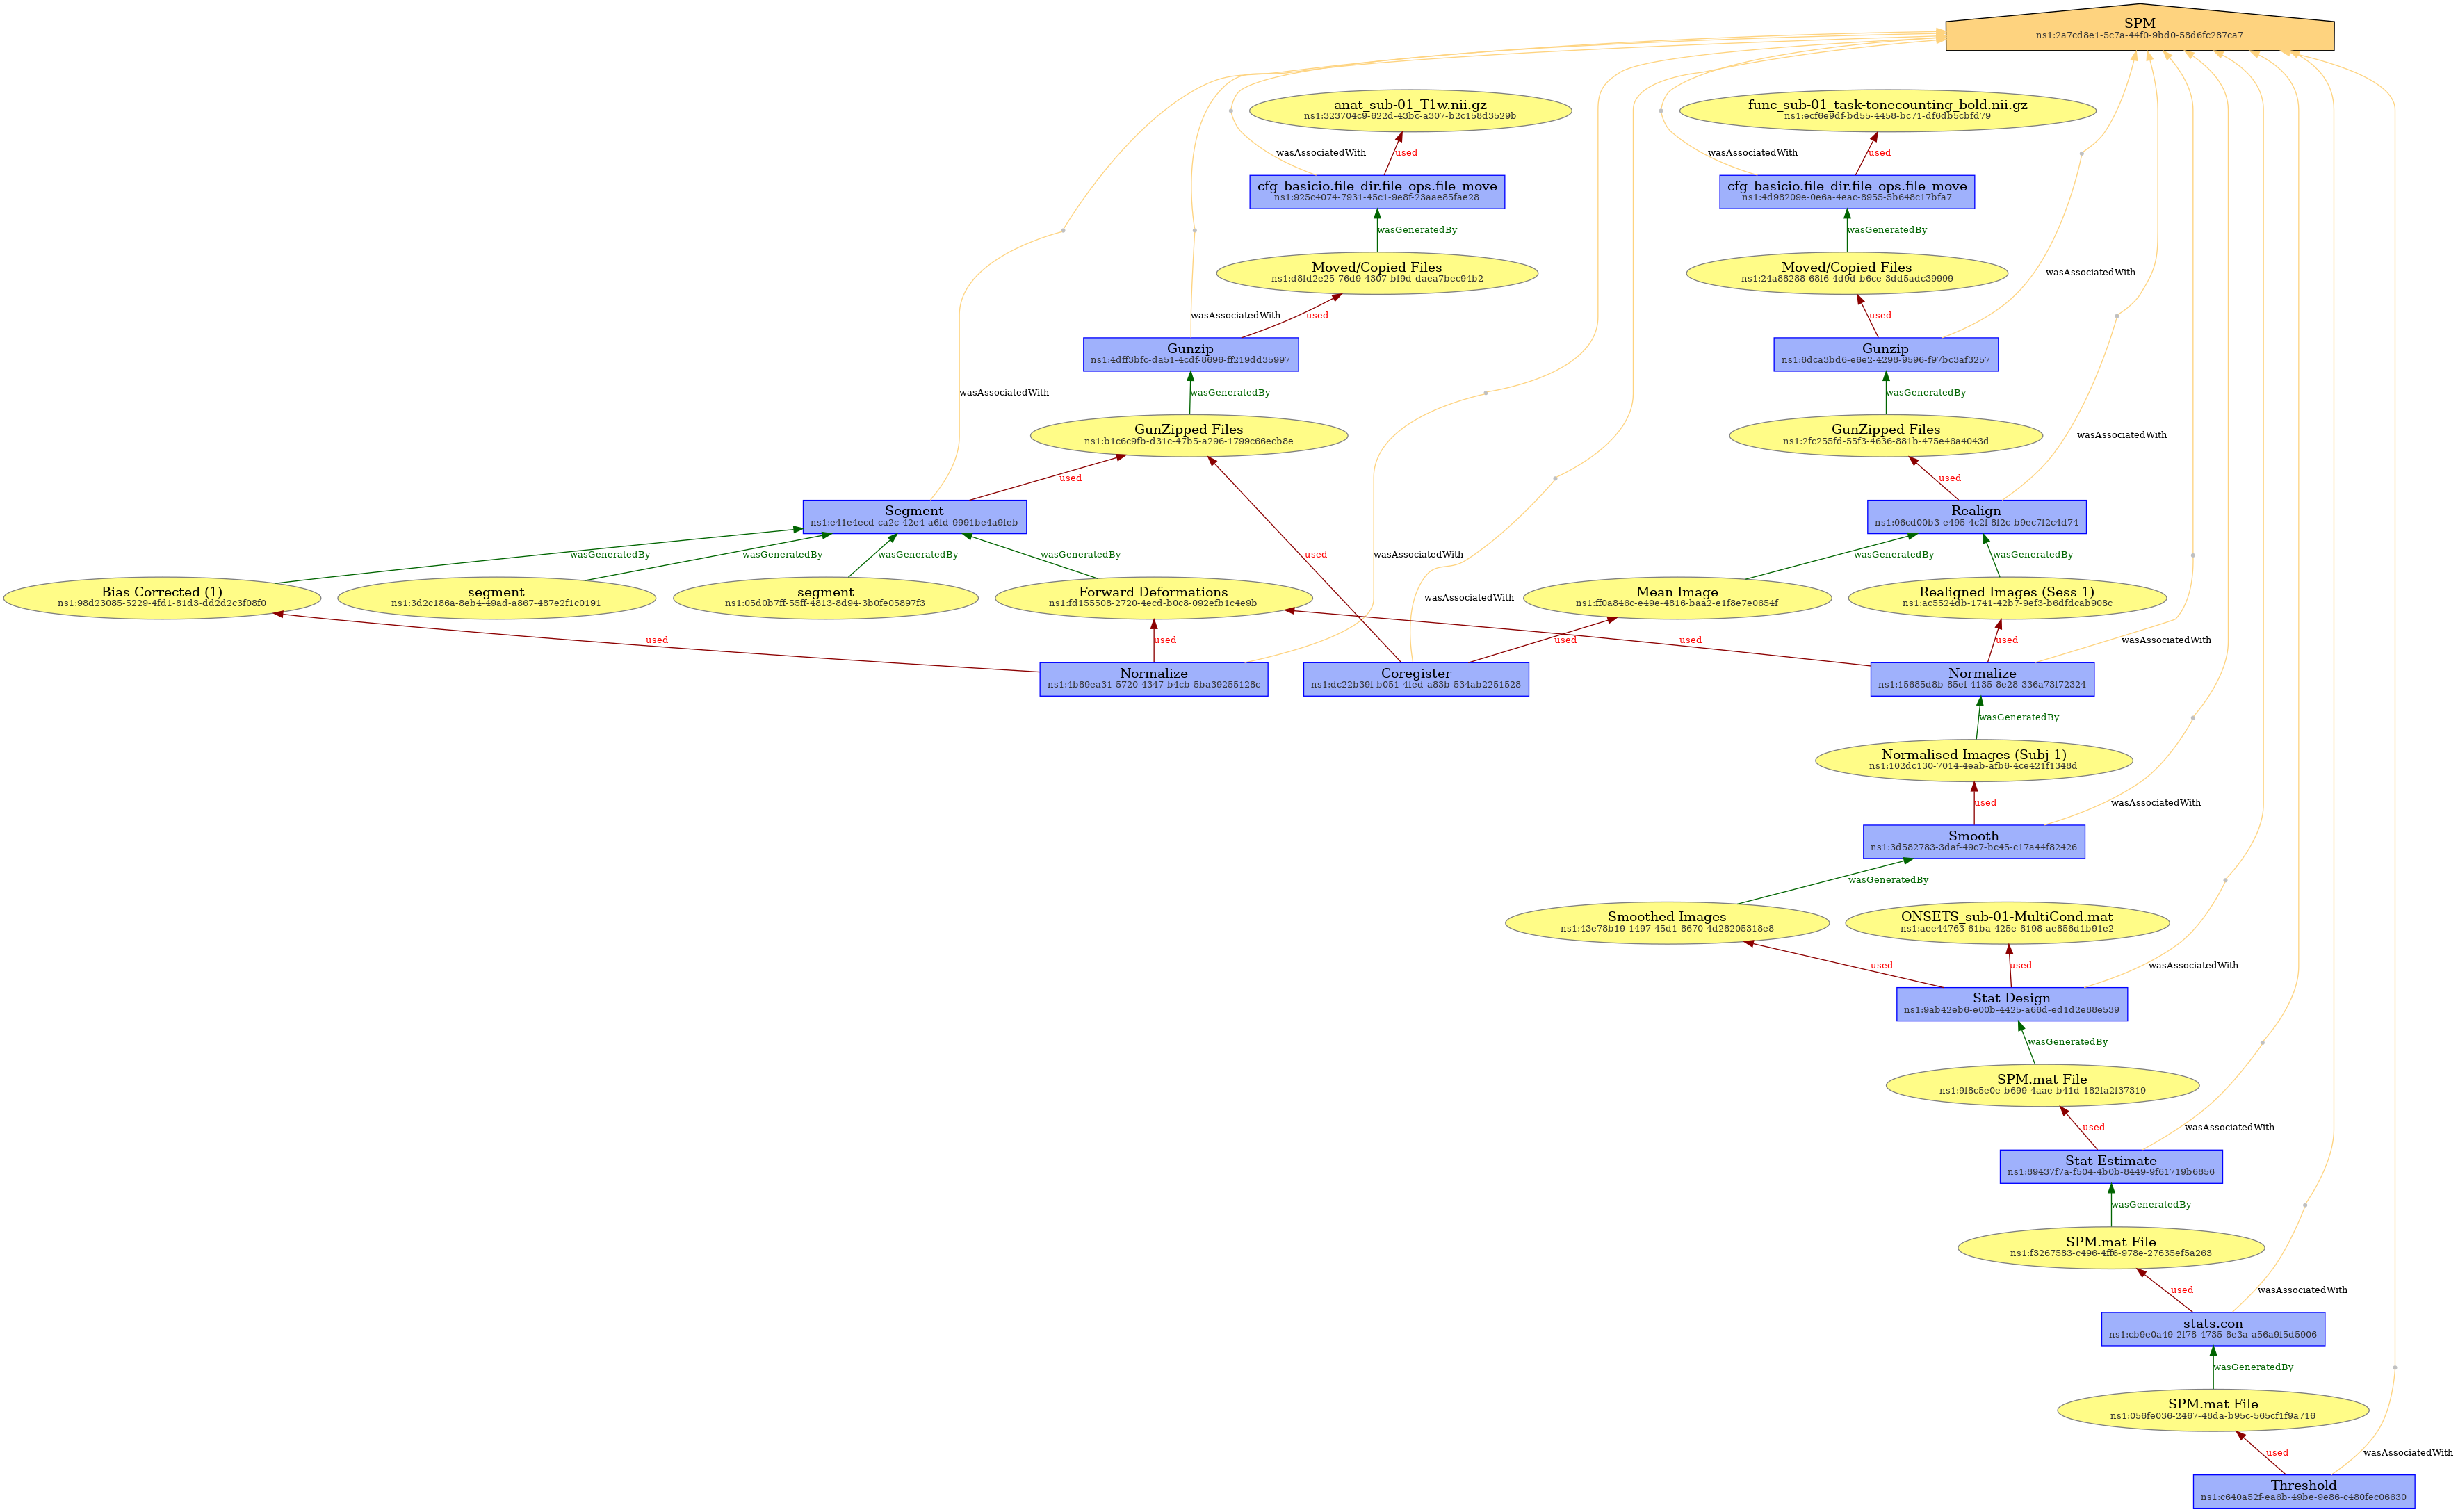 SPM
ns1:2a7cd8e1-5c7a-44f0-9bd0-58d6fc287ca7
anat_sub-01_T1w.nii.gz
ns1:323704c9-622d-43bc-a307-b2c158d3529b
func_sub-01_task-tonecounting_bold.nii.gz
ns1:ecf6e9df-bd55-4458-bc71-df6db5cbfd79
wasAssociatedWith
used
wasAssociatedWith
used
cfg_basicio.file_dir.file_ops.file_move
ns1:925c4074-7931-45c1-9e8f-23aae85fae28
cfg_basicio.file_dir.file_ops.file_move
ns1:4d98209e-0e6a-4eac-8955-5b648c17bfa7
wasGeneratedBy
wasGeneratedBy
Moved/Copied Files
ns1:d8fd2e25-76d9-4307-bf9d-daea7bec94b2
Moved/Copied Files
ns1:24a88288-68f6-4d9d-b6ce-3dd5adc39999
wasAssociatedWith
wasAssociatedWith
used
used
Gunzip
ns1:4dff3bfc-da51-4cdf-8696-ff219dd35997
Gunzip
ns1:6dca3bd6-e6e2-4298-9596-f97bc3af3257
wasAssociatedWith
wasGeneratedBy
wasGeneratedBy
GunZipped Files
ns1:b1c6c9fb-d31c-47b5-a296-1799c66ecb8e
GunZipped Files
ns1:2fc255fd-55f3-4636-881b-475e46a4043d
wasAssociatedWith
used
used
Segment
ns1:e41e4ecd-ca2c-42e4-a6fd-9991be4a9feb
Realign
ns1:06cd00b3-e495-4c2f-8f2c-b9ec7f2c4d74
wasGeneratedBy
wasGeneratedBy
wasGeneratedBy
wasGeneratedBy
used
wasAssociatedWith
wasGeneratedBy
wasGeneratedBy
Bias Corrected (1)
ns1:98d23085-5229-4fd1-81d3-dd2d2c3f08f0
segment
ns1:3d2c186a-8eb4-49ad-a867-487e2f1c0191
segment
ns1:05d0b7ff-55ff-4813-8d94-3b0fe05897f3
Forward Deformations
ns1:fd155508-2720-4ecd-b0c8-092efb1c4e9b
wasAssociatedWith
Mean Image
ns1:ff0a846c-e49e-4816-baa2-e1f8e7e0654f
Realigned Images (Sess 1)
ns1:ac5524db-1741-42b7-9ef3-b6dfdcab908c
used
used
used
used
used
wasAssociatedWith
Normalize
ns1:4b89ea31-5720-4347-b4cb-5ba39255128c
Coregister
ns1:dc22b39f-b051-4fed-a83b-534ab2251528
Normalize
ns1:15685d8b-85ef-4135-8e28-336a73f72324
wasGeneratedBy
Normalised Images (Subj 1)
ns1:102dc130-7014-4eab-afb6-4ce421f1348d
used
wasAssociatedWith
Smooth
ns1:3d582783-3daf-49c7-bc45-c17a44f82426
wasGeneratedBy
Smoothed Images
ns1:43e78b19-1497-45d1-8670-4d28205318e8
ONSETS_sub-01-MultiCond.mat
ns1:aee44763-61ba-425e-8198-ae856d1b91e2
used
used
wasAssociatedWith
Stat Design
ns1:9ab42eb6-e00b-4425-a66d-ed1d2e88e539
wasGeneratedBy
SPM.mat File
ns1:9f8c5e0e-b699-4aae-b41d-182fa2f37319
used
wasAssociatedWith
Stat Estimate
ns1:89437f7a-f504-4b0b-8449-9f61719b6856
wasGeneratedBy
SPM.mat File
ns1:f3267583-c496-4ff6-978e-27635ef5a263
used
wasAssociatedWith
stats.con
ns1:cb9e0a49-2f78-4735-8e3a-a56a9f5d5906
wasGeneratedBy
SPM.mat File
ns1:056fe036-2467-48da-b95c-565cf1f9a716
used
wasAssociatedWith
Threshold
ns1:c640a52f-ea6b-49be-9e86-c480fec06630